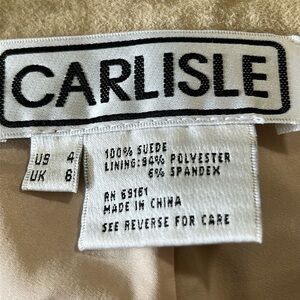 CARLISLE
US 4
UK 6
100% SUEDE
LINING: 94% POLYESTER
6% SPANDEX
RN 69161
MADE IN CHINA
SEE REVERSE FOR CARE